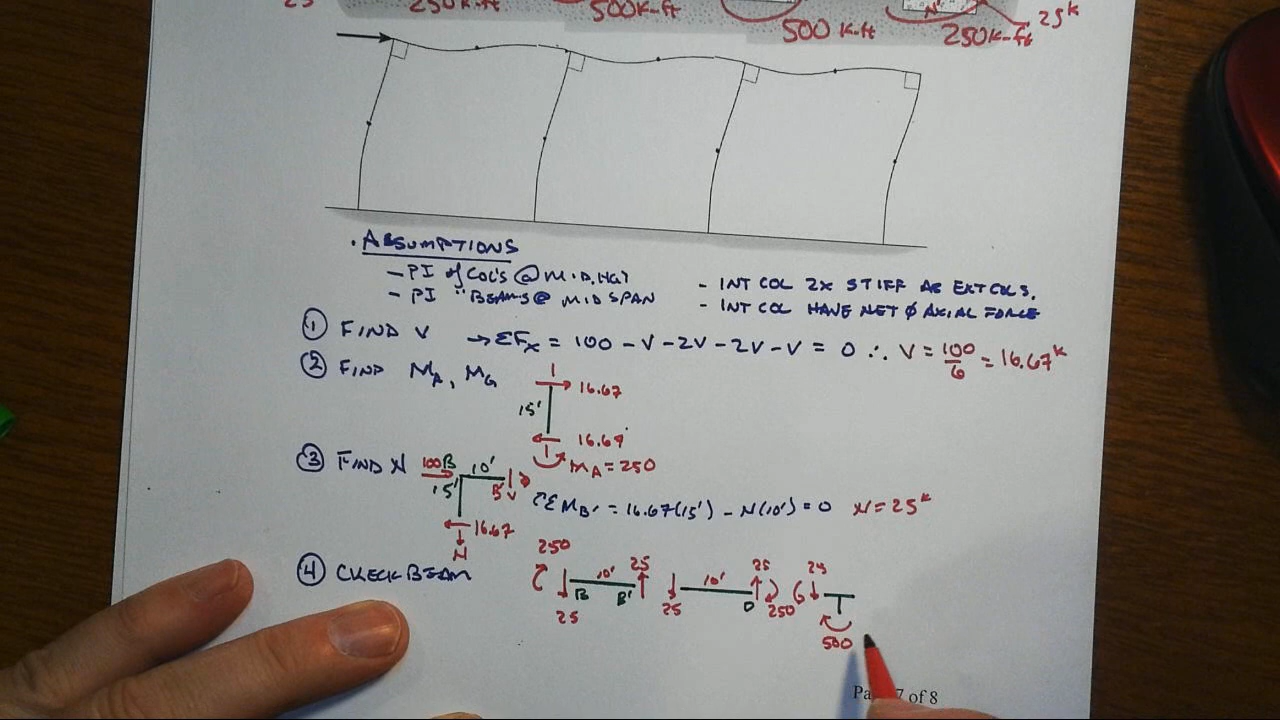 25 250k-ft 500k-ft 500 k-ft 250k-ft N 25k
. ASSUMPTIONS
- PI of COL'S @ MID.HGT - INT COL 2X STIFF AS EXT COLS.
- PI " BEAMS @ MIDSPAN - INT COL HAVE NET Ø AXIAL FORCE
① FIND V → ΣFx = 100 - V - 2V - 2V - V = 0 ∴ V = 100/6 = 16.67k
② FIND MA, MG
16.67
15'
16.67
MA = 250
③ FIND N 100 B 10'
15' B' V ΣMB' = 16.67(15') - N(10') = 0 N = 25k
16.67
N
④ CHECK BEAM
250 25 25 25
10' 10'
B B' D
25 25 250
500
Pa 7 of 8